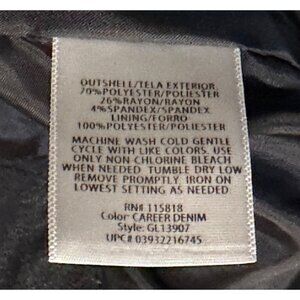 OUTSHELL/TELA EXTERIOR
70%POLYESTER/POLIESTER
26%RAYON/RAYON
4%SPANDEX/SPANDEX
LINING/FORRO
100%POLYESTER/POLIESTER
MACHINE WASH COLD GENTLE
CYCLE WITH LIKE COLORS. USE
ONLY NON CHLORINE BLEACH
WHEN NEEDED TUMBLE DRY LOW
REMOVE PROMPTLY. IRON ON
LOWEST SETTING AS NEEDED
RN# 115818
Color: CAREER DENIM
Style: GL13907
UPC# 03932216745